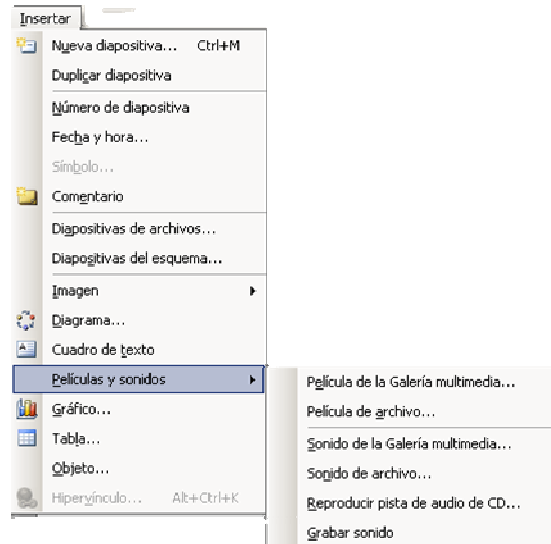 Insertar
Nueva diapositiva... Ctrl+M
Duplicar diapositiva
Número de diapositiva
Fecha y hora...
Símbolo...
Comentario
Diapositivas de archivos...
Diapositivas del esquema...
Imagen
Diagrama...
Cuadro de texto
Películas y sonidos
Gráfico...
Tabla...
Objeto...
Hipervínculo... Alt+Ctrl+K
Película de la Galería multimedia...
Película de archivo...
Sonido de la Galería multimedia...
Sonido de archivo...
Reproducir pista de audio de CD...
Grabar sonido